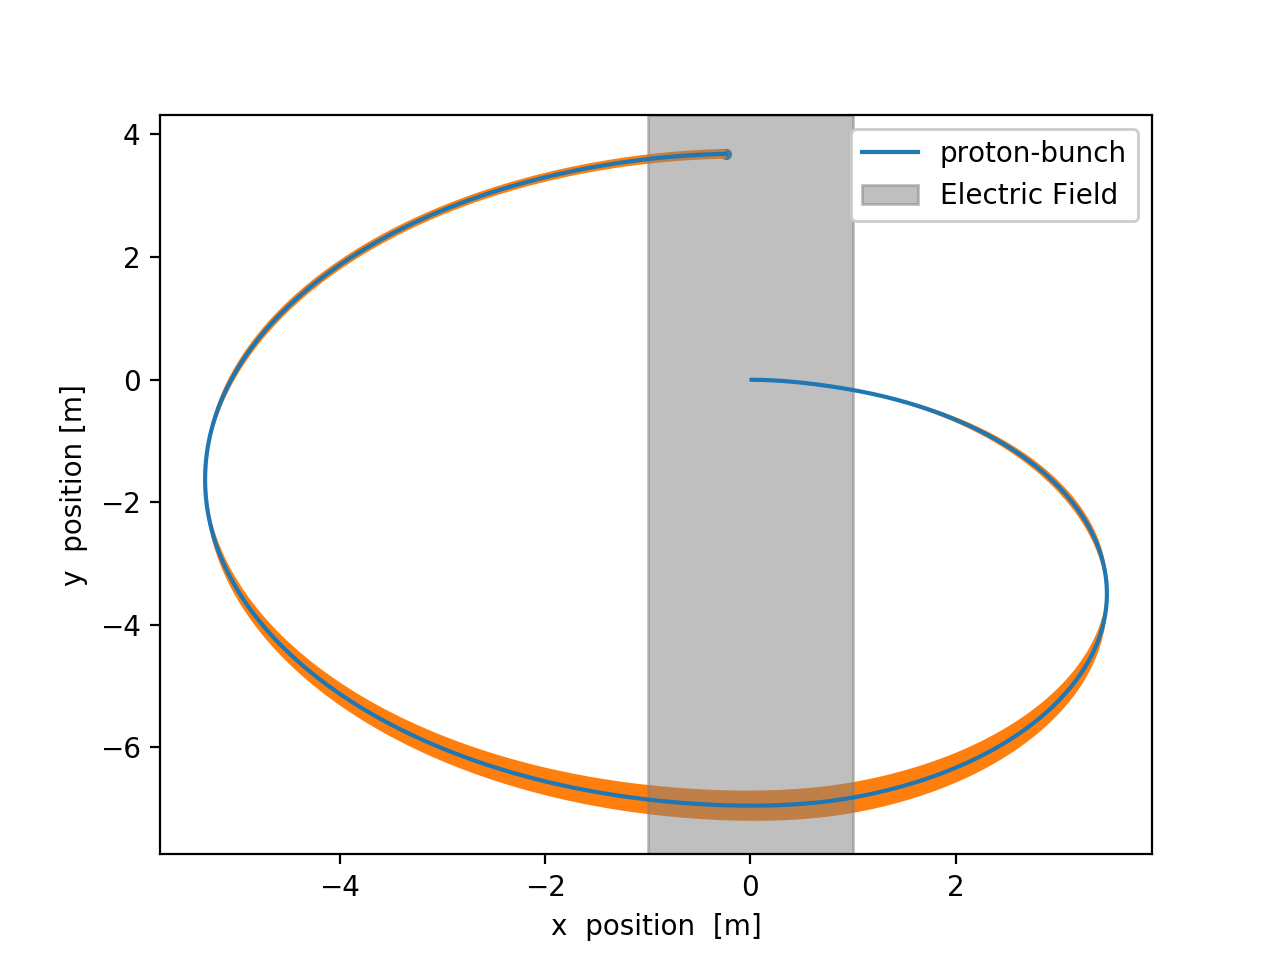 proton-bunch
Electric Field
4
2
0
−2
−4
−6
y position [m]
−4 −2 0 2
x position [m]